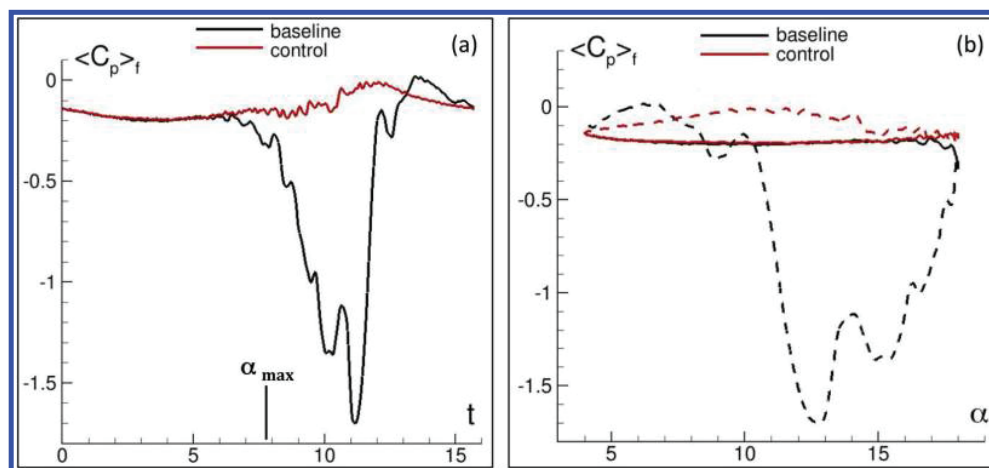 baseline
control
(a)
<Cp>f
0
-0.5
-1
-1.5
α max
t
0
5
10
15
baseline
control
(b)
<Cp>f
0
-0.5
-1
-1.5
α
5
10
15